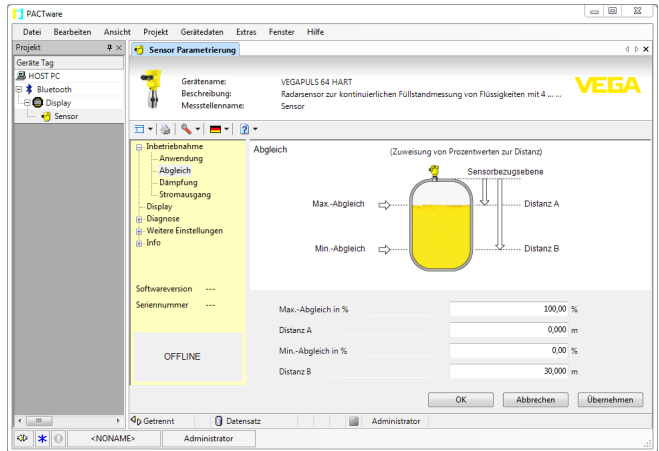 PACTware
Datei Bearbeiten Ansicht Projekt Gerätedaten Extras Fenster Hilfe
Projekt
Geräte Tag
HOST PC
Bluetooth
Display
Sensor
Sensor Parametrierung
Gerätename: VEGAPULS 64 HART
Beschreibung: Radarsensor zur kontinuierlichen Füllstandmessung von Flüssigkeiten mit 4 ... ...
Messstellenname: Sensor
VEGA
Inbetriebnahme
Anwendung
Abgleich
Dämpfung
Stromausgang
Display
Diagnose
Weitere Einstellungen
Info
Softwareversion ---
Seriennummer ---
OFFLINE
Abgleich
(Zuweisung von Prozentwerten zur Distanz)
Sensorbezugsebene
Max.-Abgleich
Distanz A
Min.-Abgleich
Distanz B
Max.-Abgleich in % 100,00 %
Distanz A 0,000 m
Min.-Abgleich in % 0,00 %
Distanz B 30,000 m
OK Abbrechen Übernehmen
Getrennt Datensatz Administrator
<NONAME> Administrator